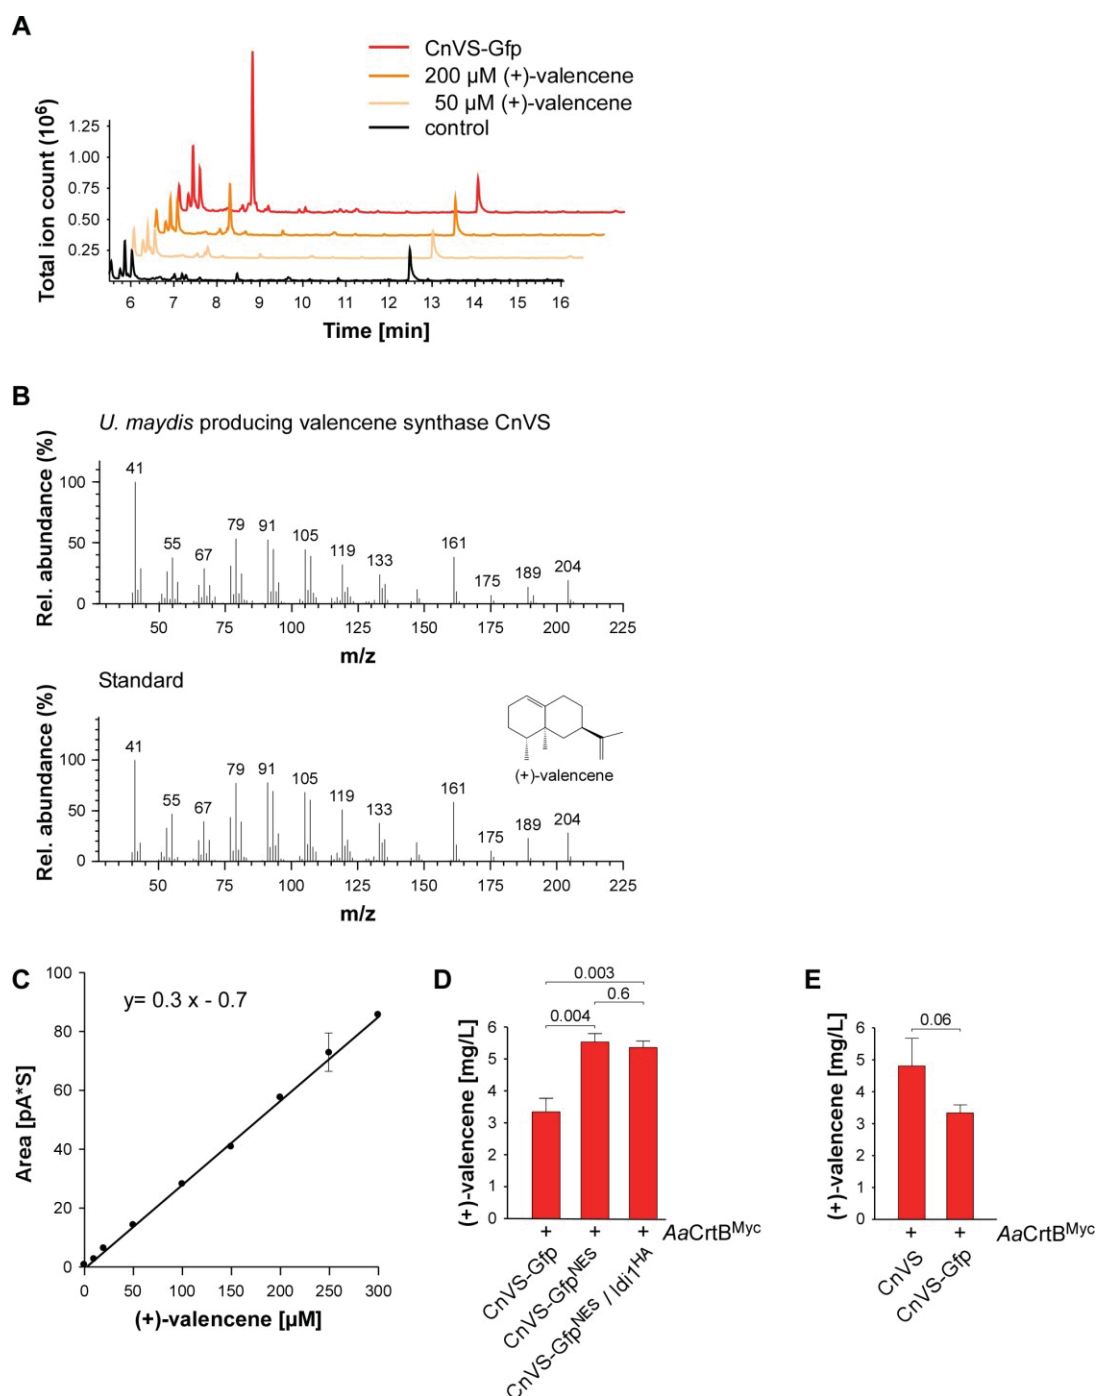 A
CnVS-Gfp
200 µM (+)-valencene
50 µM (+)-valencene
control
Total ion count (10⁶)
1.25
1.00
0.75
0.50
0.25
6 7 8 9 10 11 12 13 14 15 16
Time [min]
B
U. maydis producing valencene synthase CnVS
Rel. abundance (%)
100
50
0
41 55 67 79 91 105 119 133 161 175 189 204
50 75 100 125 150 175 200 225
m/z
Standard
Rel. abundance (%)
100
50
0
41 55 67 79 91 105 119 133 161 175 189 204
(+)-valencene
50 75 100 125 150 175 200 225
m/z
C
y= 0.3 x - 0.7
Area [pA*S]
100
80
60
40
20
0
0 50 100 150 200 250 300
(+)-valencene [µM]
D
0.003
0.6
0.004
(+)-valencene [mg/L]
6
5
4
3
2
1
0
+ + + AaCrtBᴹʸᶜ
CnVS-Gfp
CnVS-Gfpᴺᴱˢ
CnVS-Gfpᴺᴱˢ / Idi1ᴴᴬ
E
0.06
(+)-valencene [mg/L]
6
5
4
3
2
1
0
+ + AaCrtBᴹʸᶜ
CnVS
CnVS-Gfp